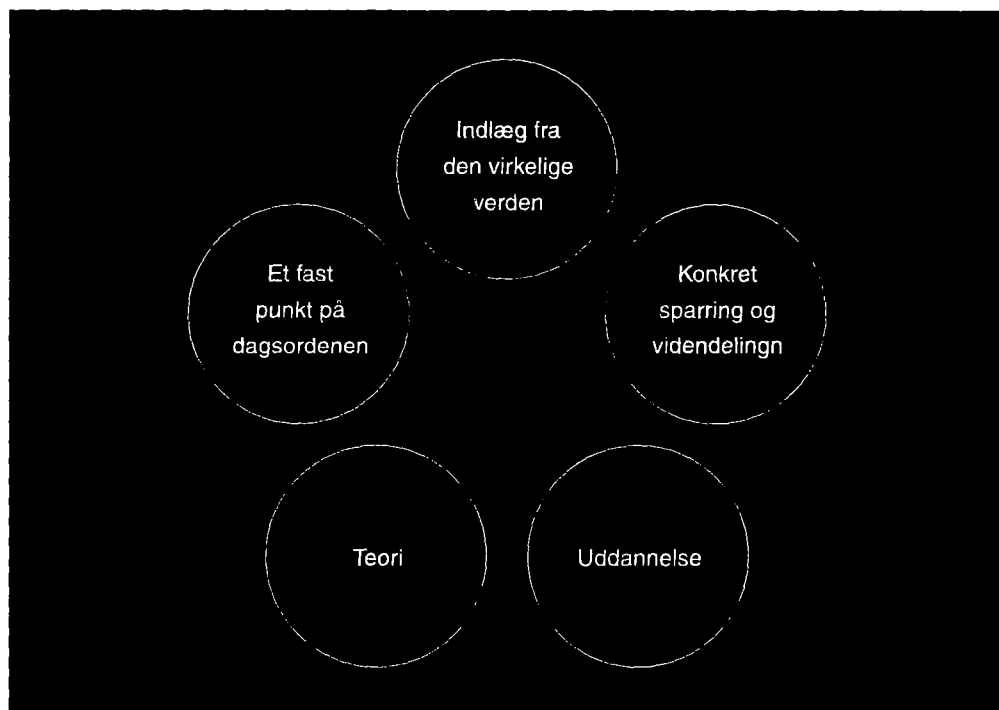 Indlæg fra
den virkelige
verden
Et fast
punkt på
dagsordenen
Konkret
sparring og
videndelingn
Teori
Uddannelse